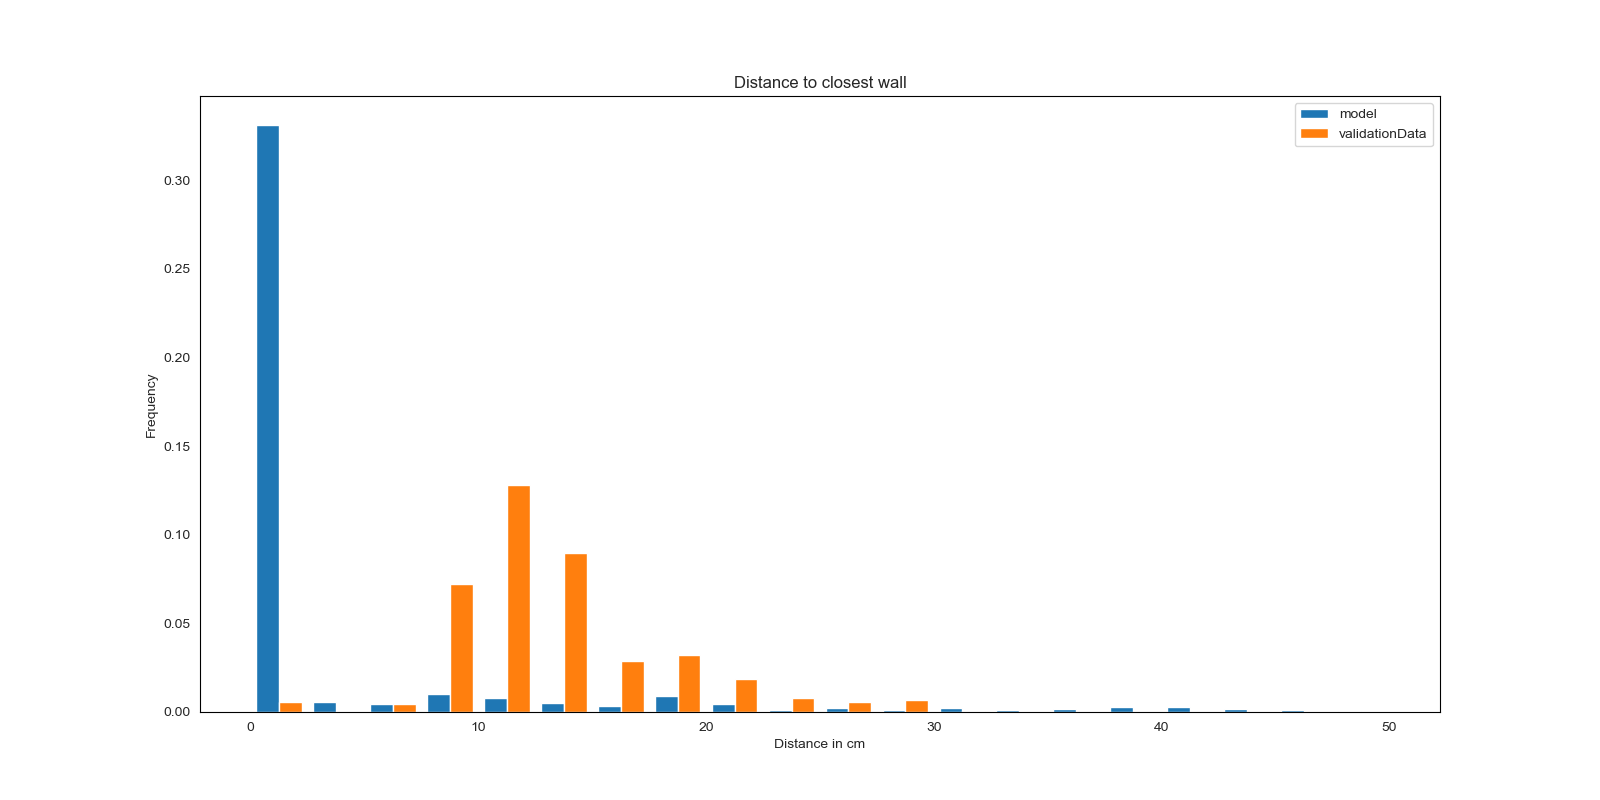 Distance to closest wall
model
validationData
0.30
0.25
0.20
0.15
0.10
0.05
0.00
Frequency
0 10 20 30 40 50
Distance in cm